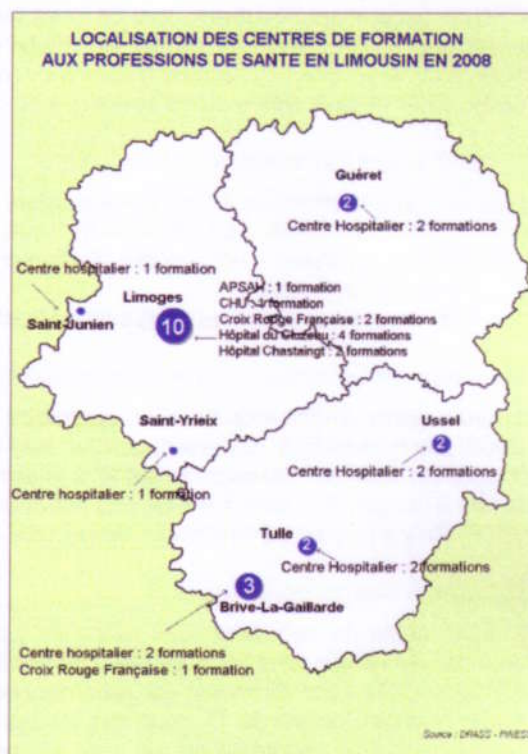 LOCALISATION DES CENTRES DE FORMATION
AUX PROFESSIONS DE SANTE EN LIMOUSIN EN 2008
Guéret
2
Centre Hospitalier : 2 formations
Centre hospitalier : 1 formation
Saint-Junien
Limoges
10
APSAH : 1 formation
CHU : 1 formation
Croix Rouge Française : 2 formations
Hôpital du Cluzeau : 4 formations
Hôpital Chastaingt : 2 formations
Saint-Yrieix
Centre hospitalier : 1 formation
Ussel
2
Centre Hospitalier : 2 formations
Tulle
2
Centre Hospitalier : 2 formations
3
Brive-La-Gaillarde
Centre hospitalier : 2 formations
Croix Rouge Française : 1 formation
Source : DRASS -